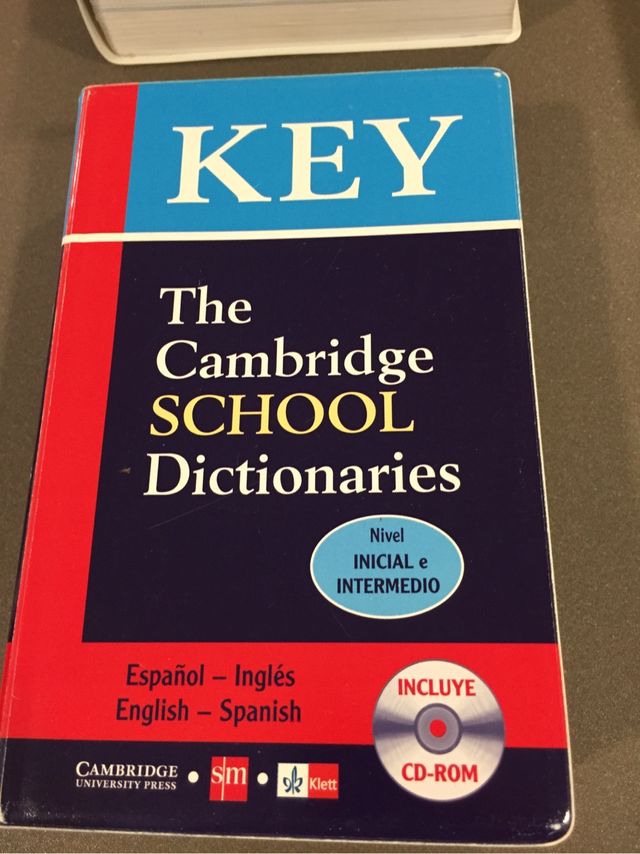 KEY
The
Cambridge
SCHOOL
Dictionaries
Nivel
INICIAL e
INTERMEDIO
Español – Inglés
English – Spanish
INCLUYE
CD-ROM
CAMBRIDGE
UNIVERSITY PRESS
sm
Klett